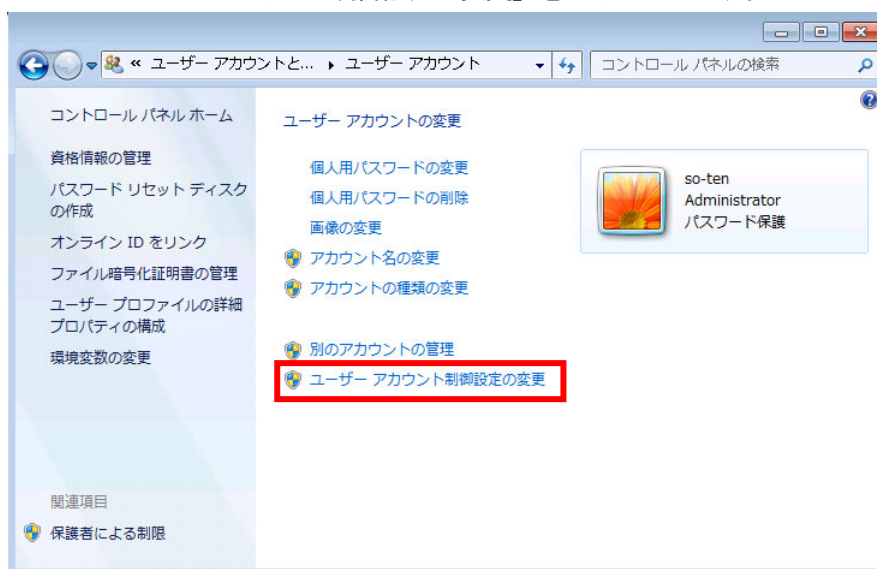 « ユーザー アカウントと... ▸ ユーザー アカウント
コントロール パネルの検索
コントロール パネル ホーム
資格情報の管理
パスワード リセット ディスク
の作成
オンライン ID をリンク
ファイル暗号化証明書の管理
ユーザー プロファイルの詳細
プロパティの構成
環境変数の変更
関連項目
保護者による制限
ユーザー アカウントの変更
個人用パスワードの変更
個人用パスワードの削除
画像の変更
アカウント名の変更
アカウントの種類の変更
別のアカウントの管理
ユーザー アカウント制御設定の変更
so-ten
Administrator
パスワード保護